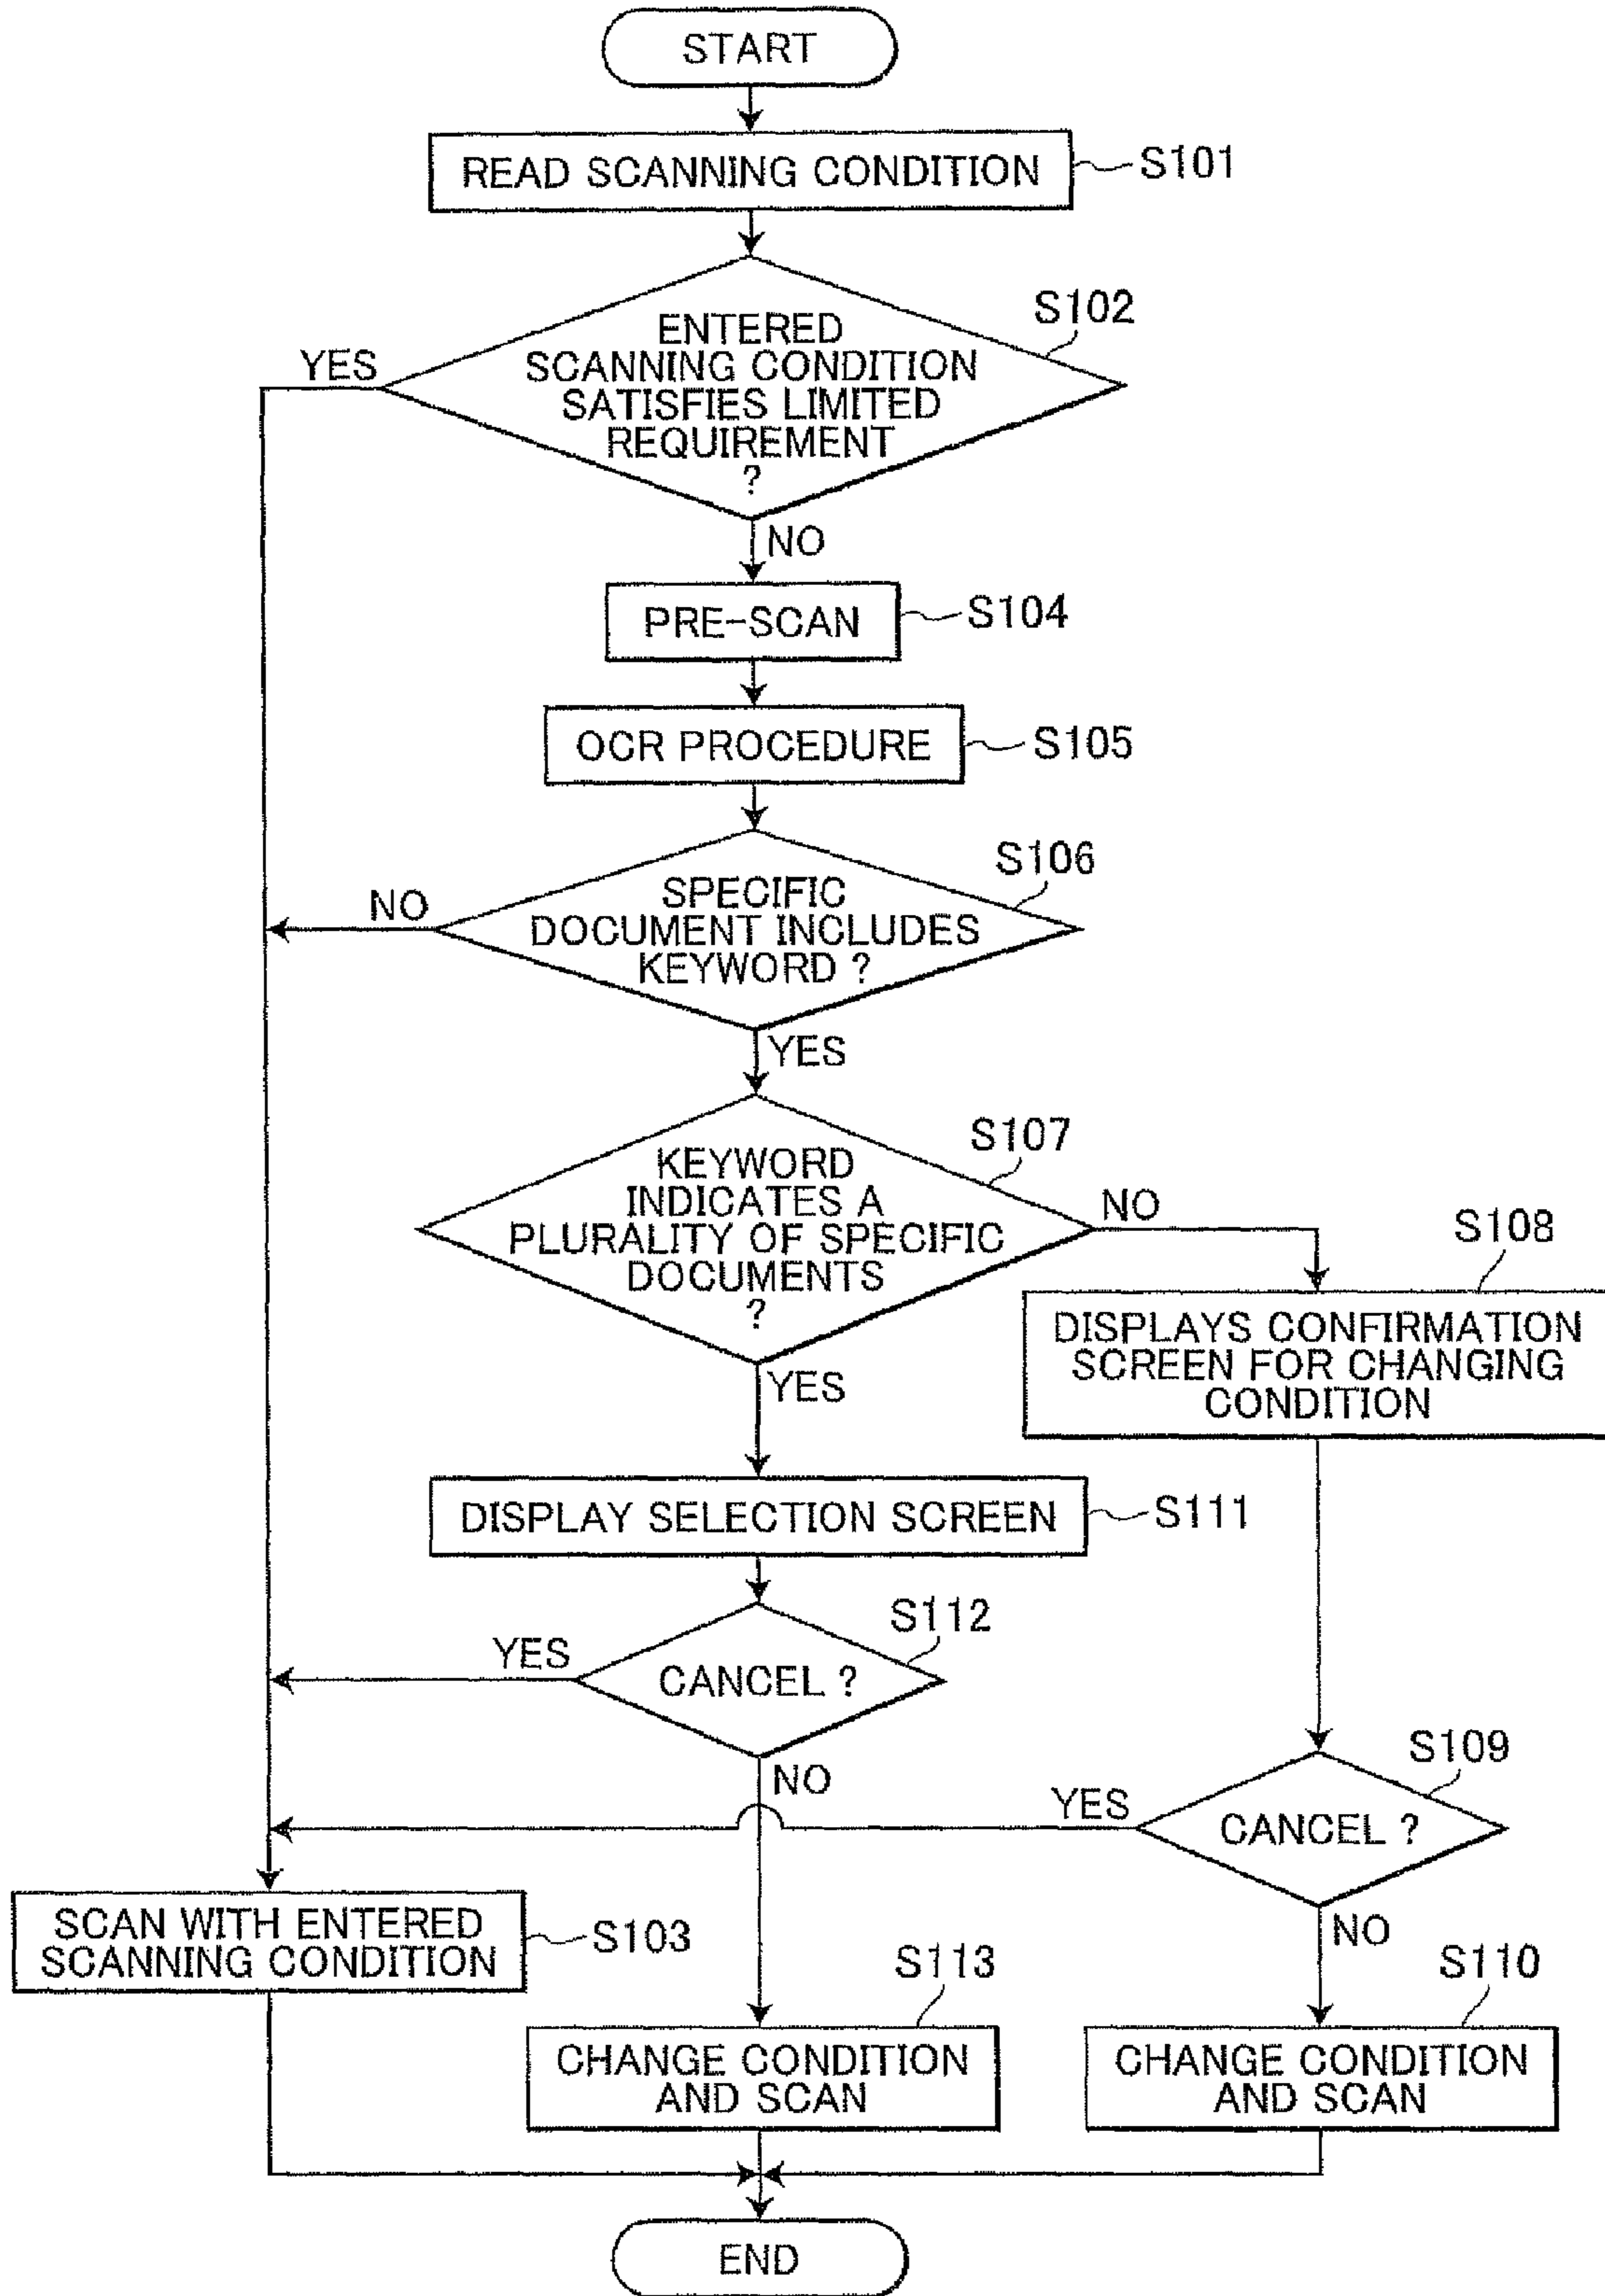 START
READ SCANNING CONDITION
S101
S102
ENTERED
SCANNING CONDITION
SATISFIES LIMITED
REQUIREMENT
?
YES
NO
PRE-SCAN
S104
OCR PROCEDURE
S105
S106
SPECIFIC
DOCUMENT INCLUDES
KEYWORD ?
NO
YES
S107
KEYWORD
INDICATES A
PLURALITY OF SPECIFIC
DOCUMENTS
?
NO
YES
S108
DISPLAYS CONFIRMATION
SCREEN FOR CHANGING
CONDITION
DISPLAY SELECTION SCREEN
S111
S112
YES
CANCEL ?
NO
S109
YES
CANCEL ?
NO
SCAN WITH ENTERED
SCANNING CONDITION
S103
S113
CHANGE CONDITION
AND SCAN
S110
CHANGE CONDITION
AND SCAN
END